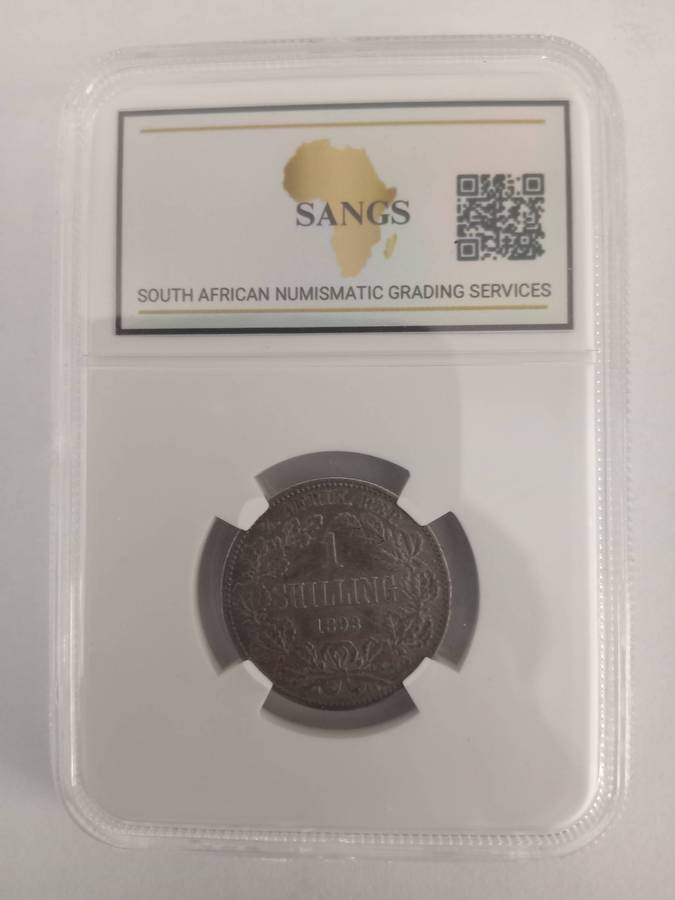 SANGS
SOUTH AFRICAN NUMISMATIC GRADING SERVICES
1
SHILLING